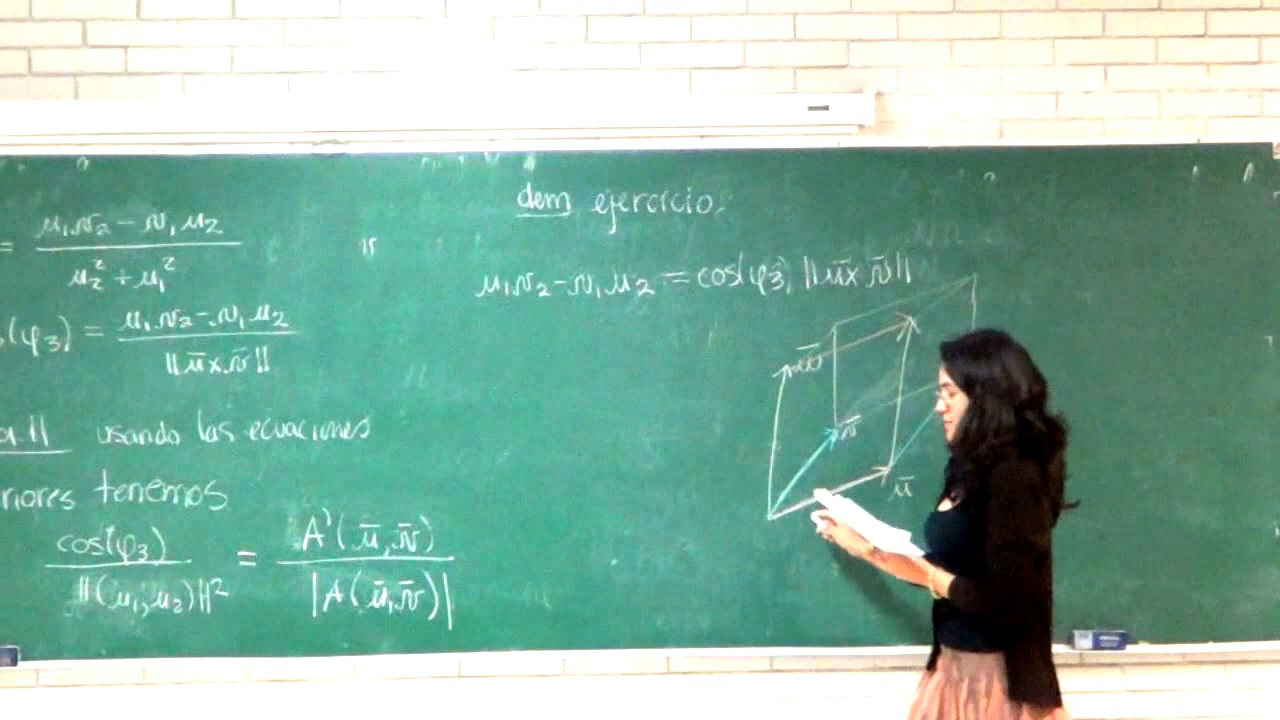 = u₁v₂ - v₁u₂ / u₂² + u₁²
(φ₃) = u₁v₂ - v₁u₂ / ||ū x v̄||
usando las ecuaciones
riores tenemos
cos(φ₃) / ||(u₁, u₂)||² = A'(ū, v̄) / |A(ū, v̄)|
dem ejercicio.
u₁v₂ - v₁u₂ = cos(φ₃) ||ū x v̄||
w̄
v̄
ū